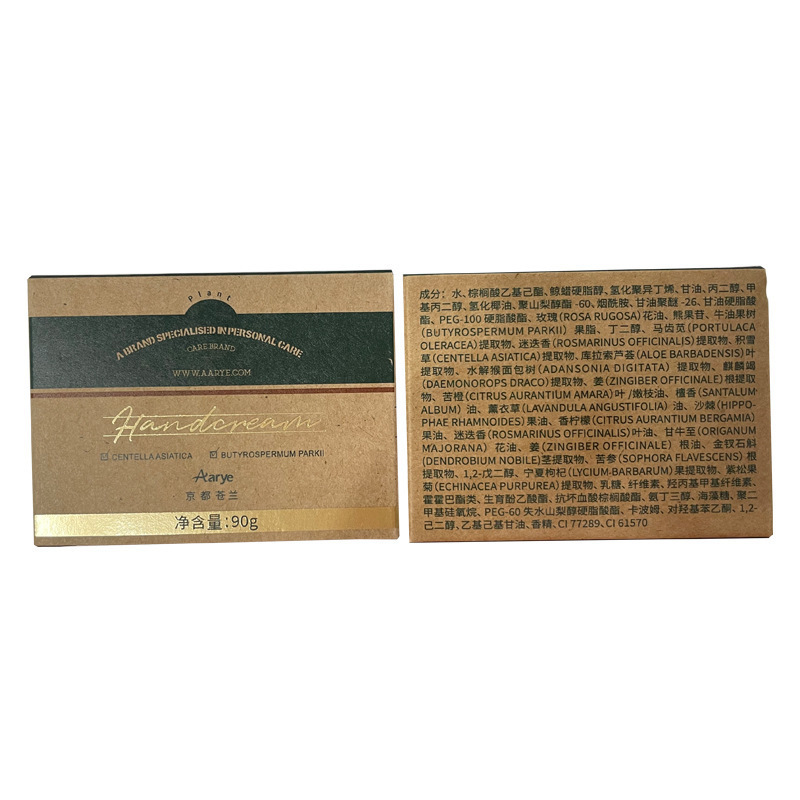 Plant
A BRAND SPECIALISED IN PERSONAL CARE
CARE BRAND
WWW.AARYE.COM
Handcream
CENTELLA ASIATICA
BUTYROSPERMUM PARKII
Aarye
京都苍兰
净含量:90g
成分：水、棕榈酸乙基己酯、鲸蜡硬脂醇、氢化聚异丁烯、甘油、丙二醇、甲
基丙二醇、氢化椰油、聚山梨醇酯-60、烟酰胺、甘油聚醚-26、甘油硬脂酸
酯、PEG-100硬脂酸酯、玫瑰(ROSA RUGOSA)花油、熊果苷、牛油果树
(BUTYROSPERMUM PARKII) 果脂、丁二醇、马齿苋(PORTULACA
OLERACEA)提取物、迷迭香(ROSMARINUS OFFICINALIS)提取物、积雪
草(CENTELLA ASIATICA)提取物、库拉索芦荟(ALOE BARBADENSIS)叶
提取物、水解猴面包树(ADANSONIA DIGITATA) 提取物、麒麟竭
(DAEMONOROPS DRACO)提取物、姜(ZINGIBER OFFICINALE)根提取
物、苦橙(CITRUS AURANTIUM AMARA)叶/嫩枝油、檀香(SANTALUM
ALBUM) 油、薰衣草(LAVANDULA ANGUSTIFOLIA) 油、沙棘(HIPPO-
PHAE RHAMNOIDES)果油、香柠檬(CITRUS AURANTIUM BERGAMIA)
果油、迷迭香(ROSMARINUS OFFICINALIS)叶油、甘牛至(ORIGANUM
MAJORANA) 花油、姜(ZINGIBER OFFICINALE) 根油、金钗石斛
(DENDROBIUM NOBILE)茎提取物、苦参(SOPHORA FLAVESCENS)根
提取物、1,2-戊二醇、宁夏枸杞(LYCIUM-BARBARUM)果提取物、紫松果
菊(ECHINACEA PURPUREA)提取物、乳糖、纤维素、羟丙基甲基纤维素、
霍霍巴酯类、生育酚乙酸酯、抗坏血酸棕榈酸酯、氨丁三醇、海藻糖、聚二
甲基硅氧烷、PEG-60失水山梨醇硬脂酸酯、卡波姆、对羟基苯乙酮、1,2-
己二醇、乙基己基甘油、香精、CI 77289、CI 61570